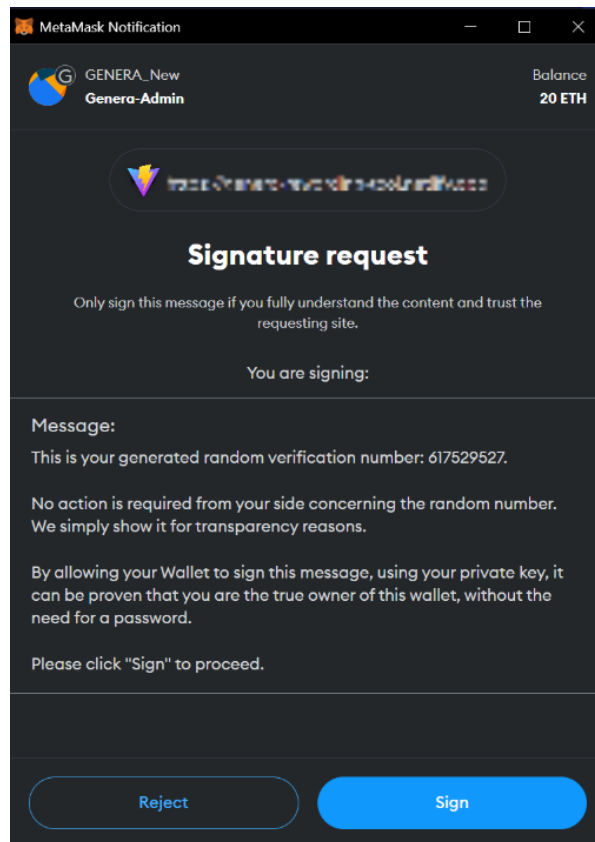 MetaMask Notification
G GENERA_New
Genera-Admin
Balance
20 ETH
Signature request
Only sign this message if you fully understand the content and trust the
requesting site.
You are signing:
Message:
This is your generated random verification number: 617529527.
No action is required from your side concerning the random number.
We simply show it for transparency reasons.
By allowing your Wallet to sign this message, using your private key, it
can be proven that you are the true owner of this wallet, without the
need for a password.
Please click "Sign" to proceed.
Reject
Sign